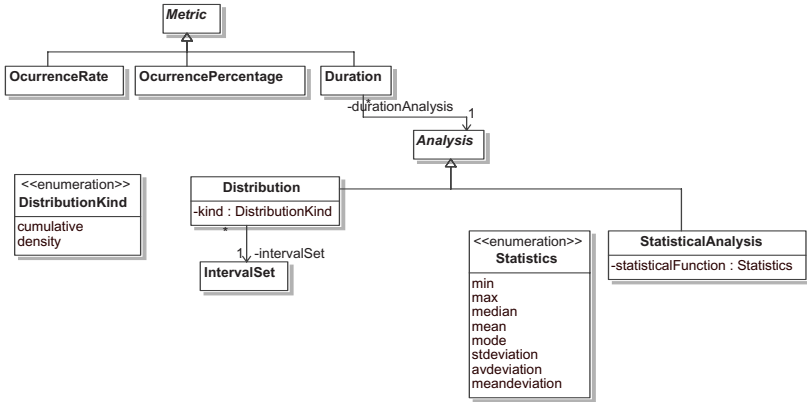 Metric
OcurrenceRate
OcurrencePercentage
Duration
*
-durationAnalysis
1
Analysis
<<enumeration>>
DistributionKind
cumulative
density
Distribution
-kind : DistributionKind
*
1
-intervalSet
IntervalSet
<<enumeration>>
Statistics
min
max
median
mean
mode
stdeviation
avdeviation
meandeviation
StatisticalAnalysis
-statisticalFunction : Statistics